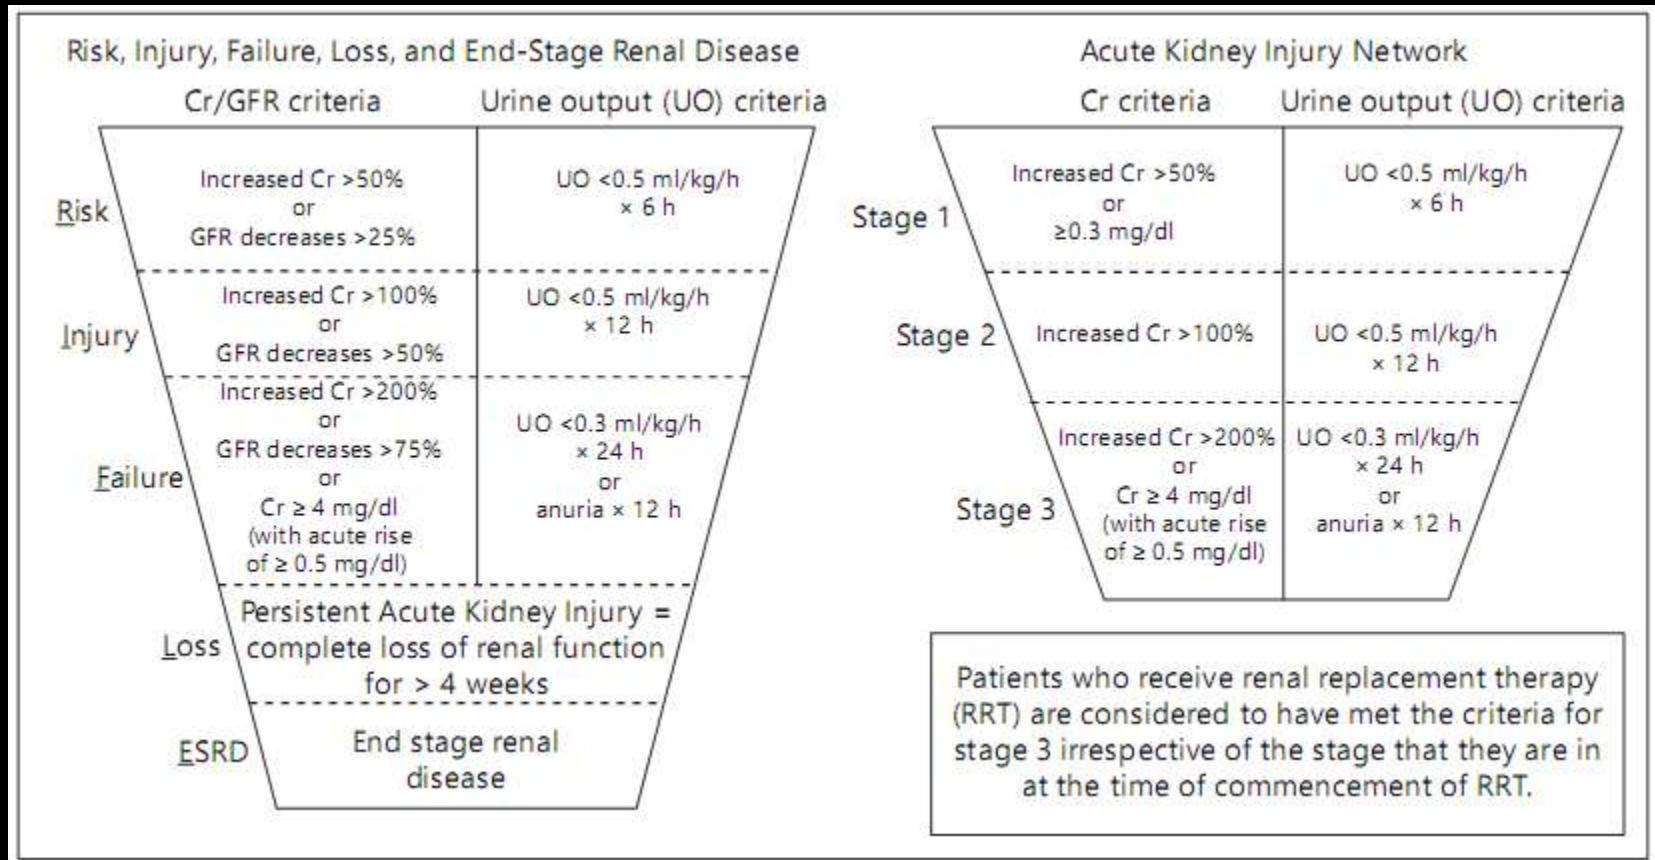 Risk, Injury, Failure, Loss, and End-Stage Renal Disease
Cr/GFR criteria
Urine output (UO) criteria
Risk
Increased Cr >50%
or
GFR decreases >25%
UO <0.5 ml/kg/h
× 6 h
Injury
Increased Cr >100%
or
GFR decreases >50%
UO <0.5 ml/kg/h
× 12 h
Failure
Increased Cr >200%
or
GFR decreases >75%
or
Cr ≥ 4 mg/dl
(with acute rise
of ≥ 0.5 mg/dl)
UO <0.3 ml/kg/h
× 24 h
or
anuria × 12 h
Loss
Persistent Acute Kidney Injury =
complete loss of renal function
for > 4 weeks
ESRD
End stage renal
disease
Acute Kidney Injury Network
Cr criteria
Urine output (UO) criteria
Stage 1
Increased Cr >50%
or
≥0.3 mg/dl
UO <0.5 ml/kg/h
× 6 h
Stage 2
Increased Cr >100%
UO <0.5 ml/kg/h
× 12 h
Stage 3
Increased Cr >200%
or
Cr ≥ 4 mg/dl
(with acute rise
of ≥ 0.5 mg/dl)
UO <0.3 ml/kg/h
× 24 h
or
anuria × 12 h
Patients who receive renal replacement therapy
(RRT) are considered to have met the criteria for
stage 3 irrespective of the stage that they are in
at the time of commencement of RRT.